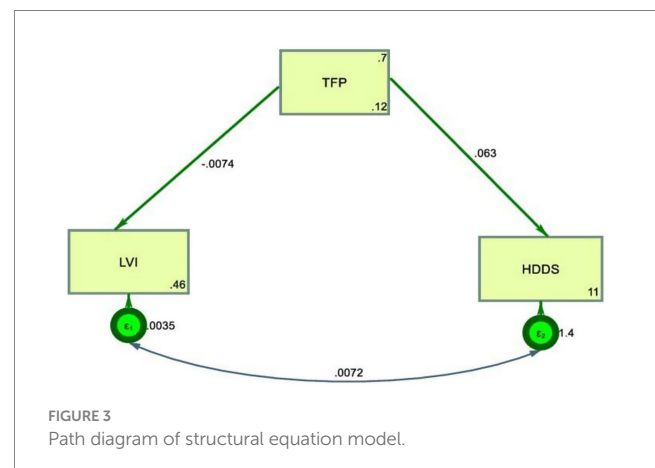 .7
TFP
.12
-.0074
.063
LVI
.46
HDDS
11
ε₁ .0035
ε₂ 1.4
.0072
FIGURE 3
Path diagram of structural equation model.